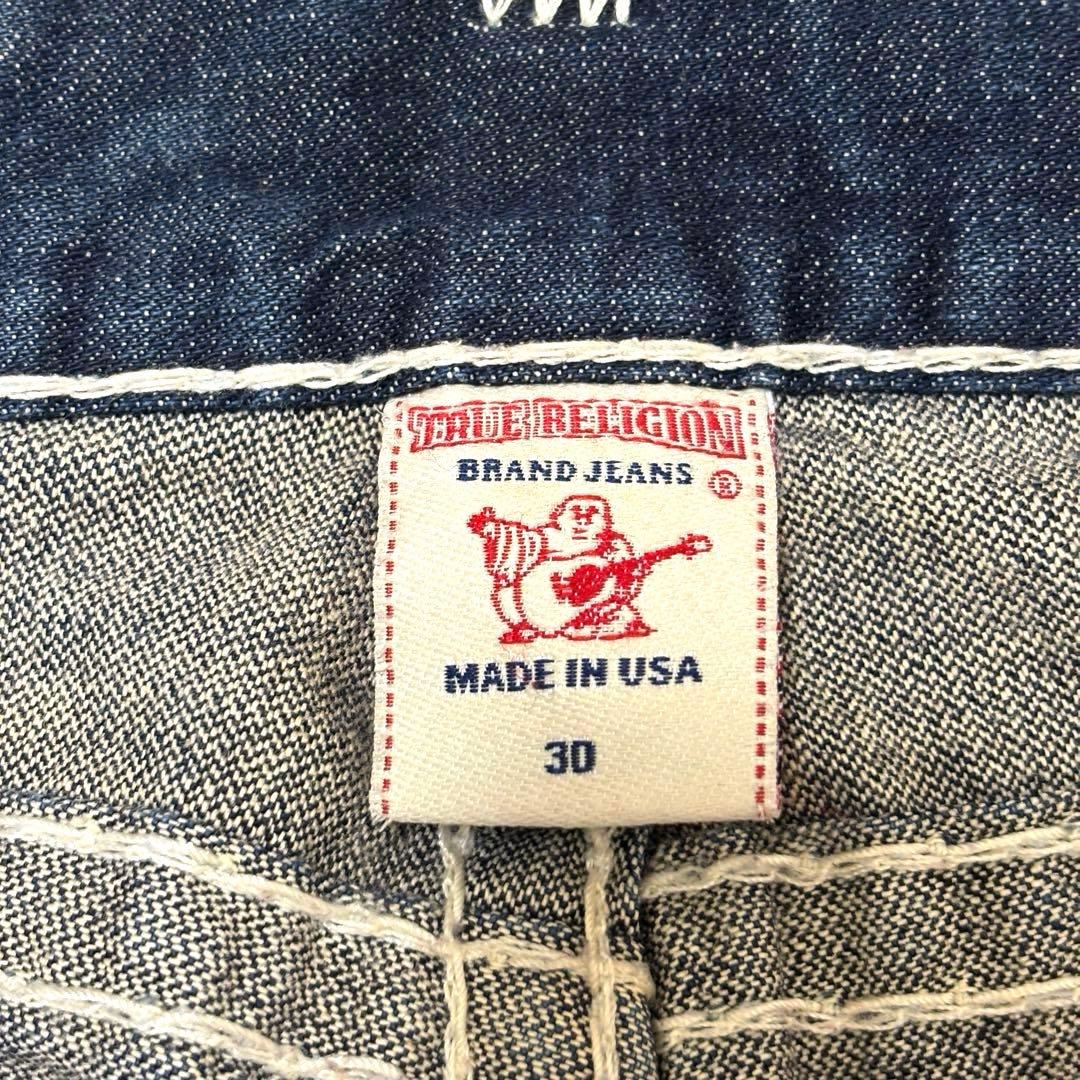 TRUE RELIGION
BRAND JEANS ®
MADE IN USA
30